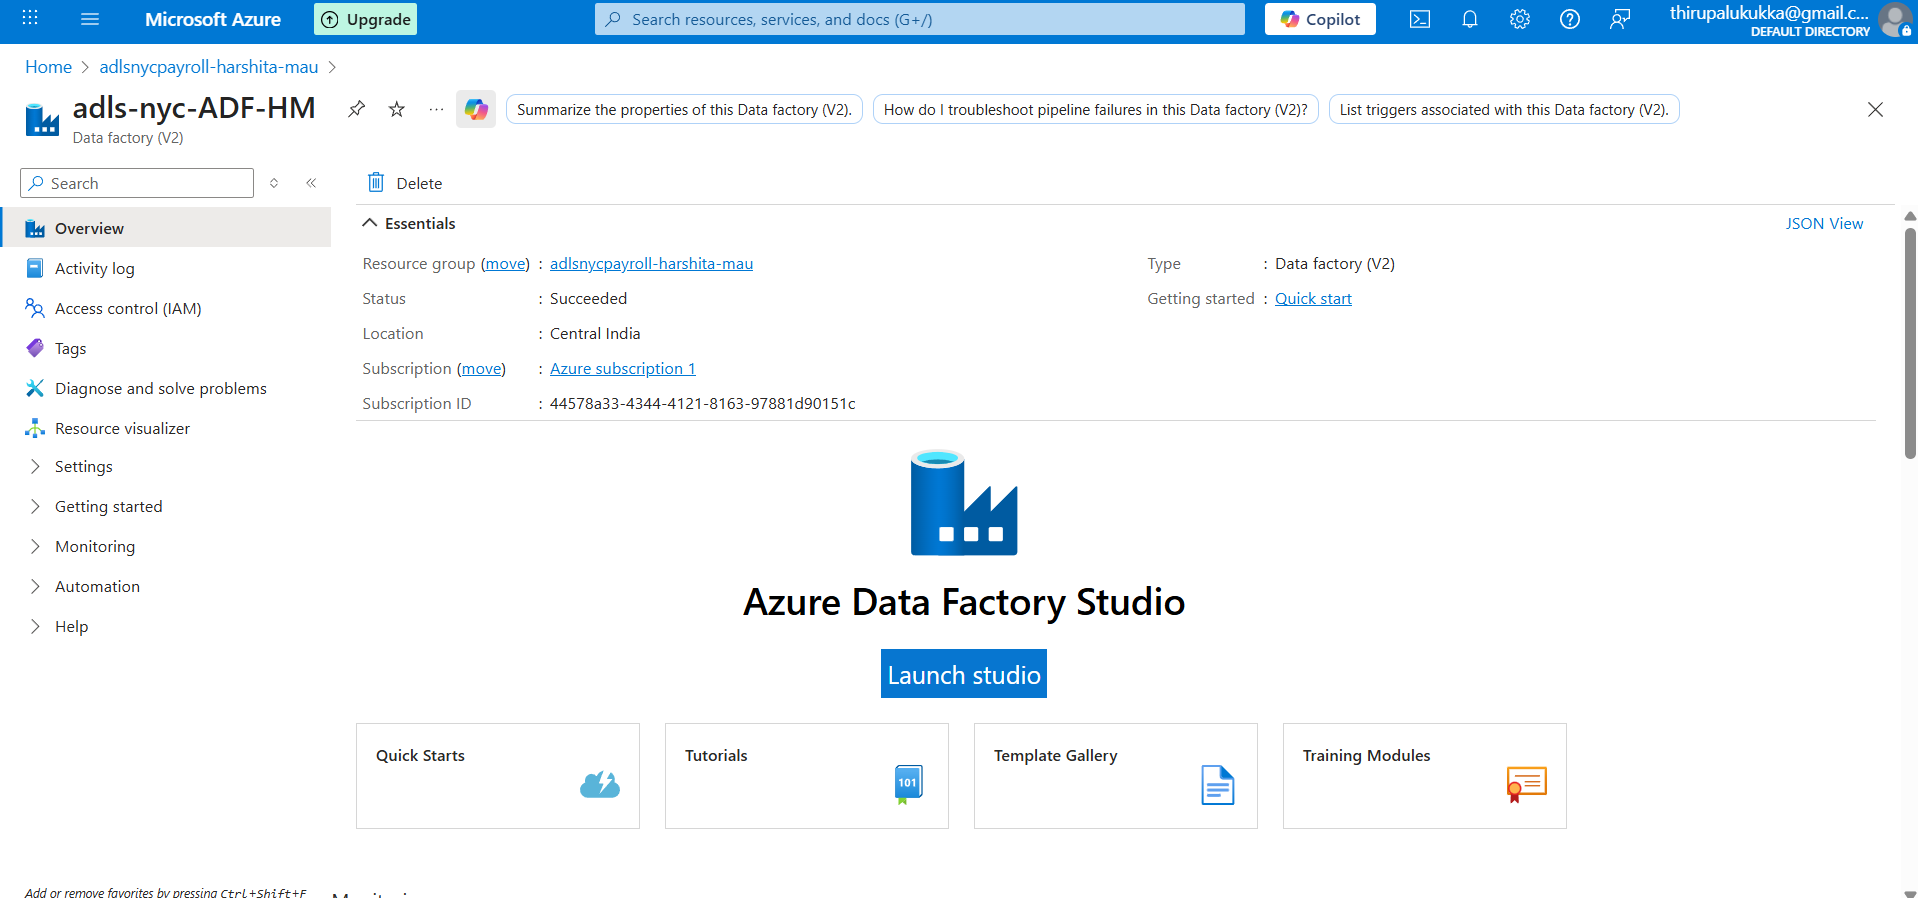 Microsoft Azure
Upgrade
Search resources, services, and docs (G+/)
Copilot
thirupalukukka@gmail.c...
DEFAULT DIRECTORY
Home > adlsnycpayroll-harshita-mau >
adls-nyc-ADF-HM
Data factory (V2)
...
Summarize the properties of this Data factory (V2).
How do I troubleshoot pipeline failures in this Data factory (V2)?
List triggers associated with this Data factory (V2).
Search
Delete
Overview
Activity log
Access control (IAM)
Tags
Diagnose and solve problems
Resource visualizer
Settings
Getting started
Monitoring
Automation
Help
Add or remove favorites by pressing Ctrl+Shift+F
Essentials
JSON View
Resource group (move) : adlsnycpayroll-harshita-mau
Status : Succeeded
Location : Central India
Subscription (move) : Azure subscription 1
Subscription ID : 44578a33-4344-4121-8163-97881d90151c
Type : Data factory (V2)
Getting started : Quick start
Azure Data Factory Studio
Launch studio
Quick Starts
Tutorials
101
Template Gallery
Training Modules